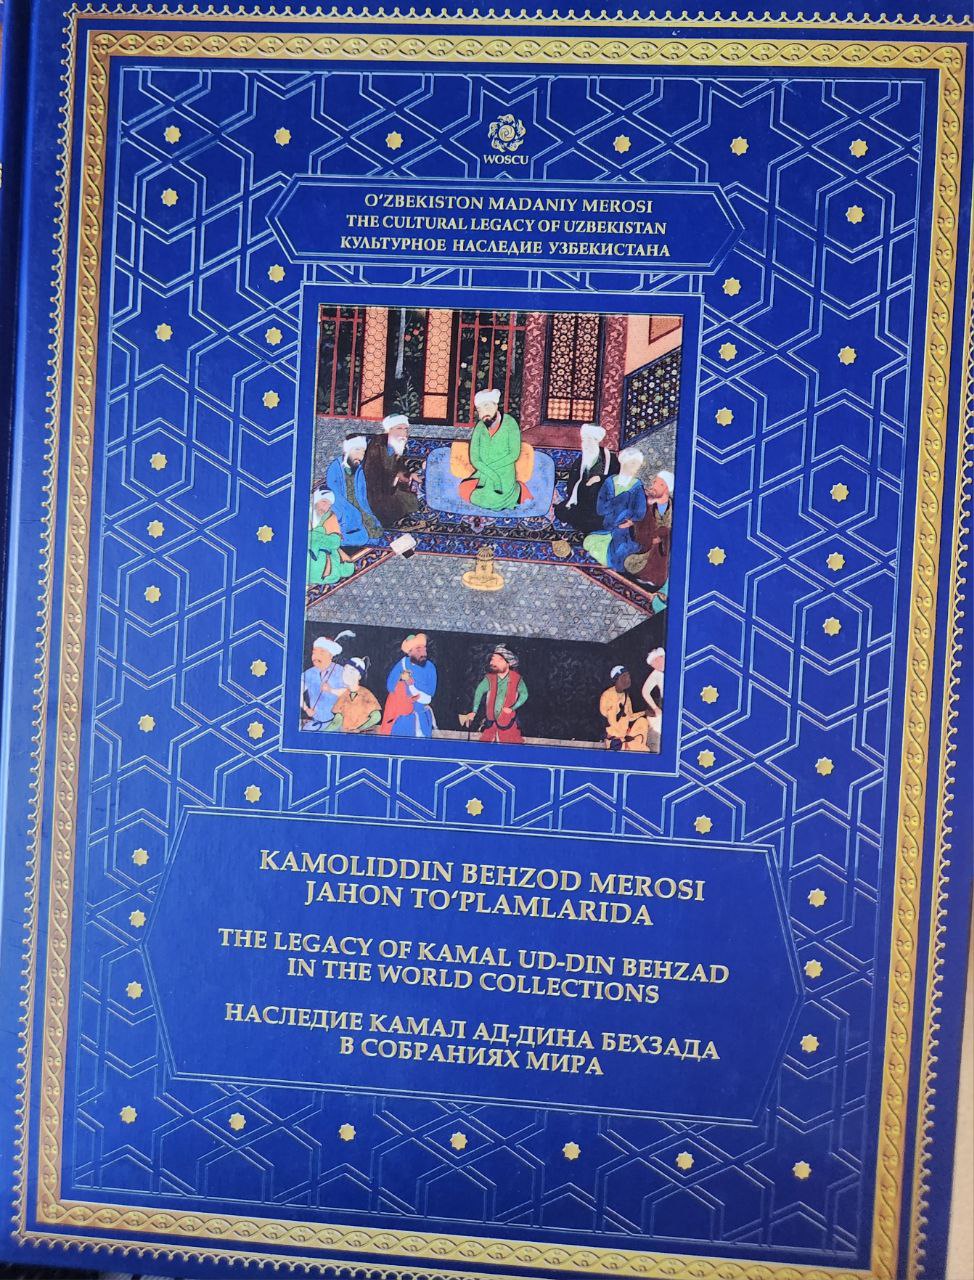 WOSCU
O‘ZBEKISTON MADANIY MEROSI
THE CULTURAL LEGACY OF UZBEKISTAN
КУЛЬТУРНОЕ НАСЛЕДИЕ УЗБЕКИСТАНА
KAMOLIDDIN BEHZOD MEROSI
JAHON TO‘PLAMLARIDA
THE LEGACY OF KAMAL UD-DIN BEHZAD
IN THE WORLD COLLECTIONS
НАСЛЕДИЕ КАМАЛ АД-ДИНА БЕХЗАДА
В СОБРАНИЯХ МИРА